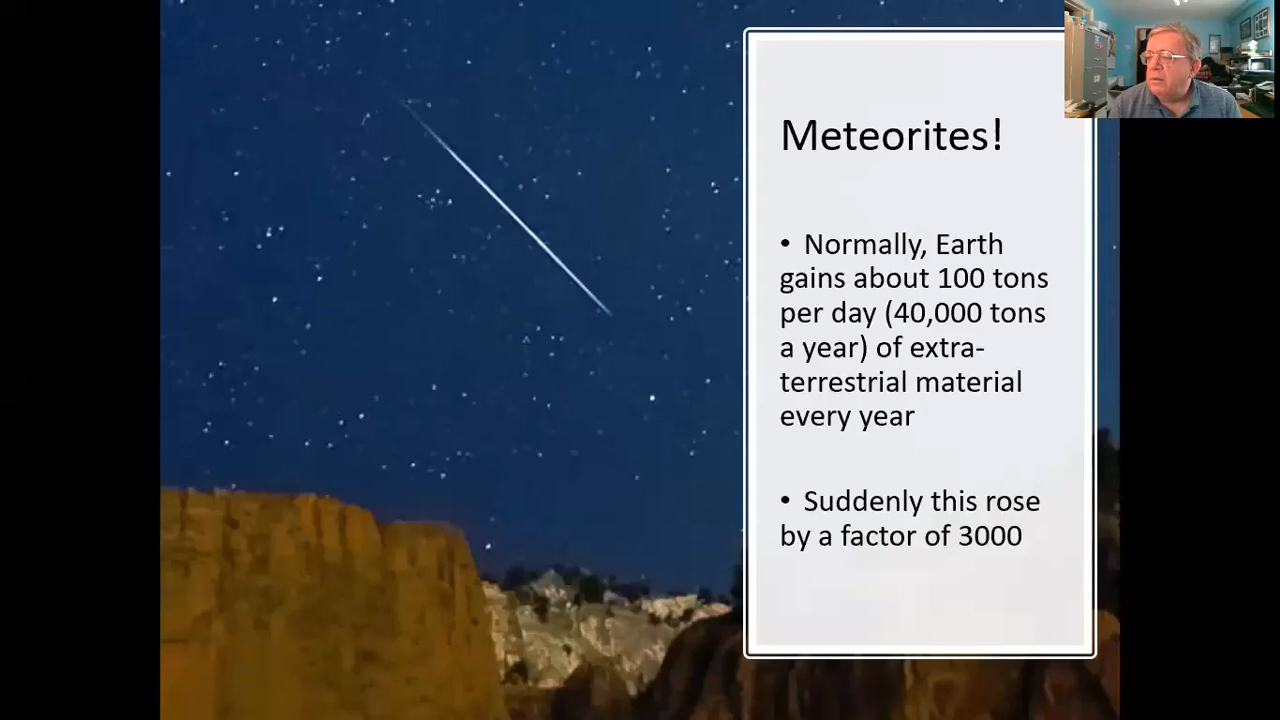 Meteorites!
• Normally, Earth
gains about 100 tons
per day (40,000 tons
a year) of extra-
terrestrial material
every year
• Suddenly this rose
by a factor of 3000